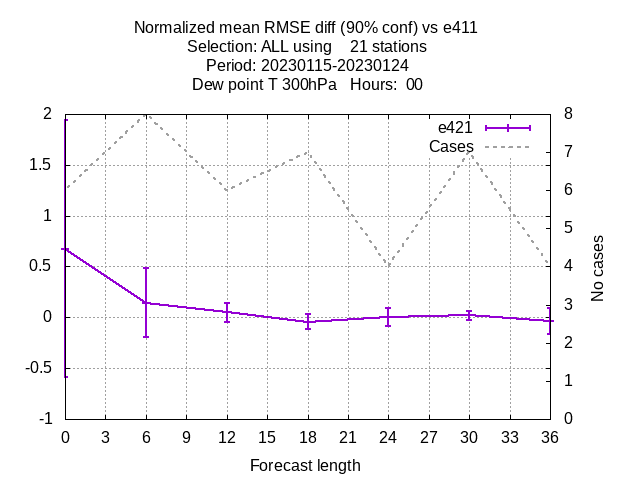 Normalized mean RMSE diff (90% conf) vs e411
Selection: ALL using    21 stations
Period: 20230115-20230124
Dew point T 300hPa   Hours:  00
e421
Cases
2
1.5
1
0.5
0
-0.5
-1
8
7
6
5
4
3
2
1
0
0 3 6 9 12 15 18 21 24 27 30 33 36
Forecast length
No cases